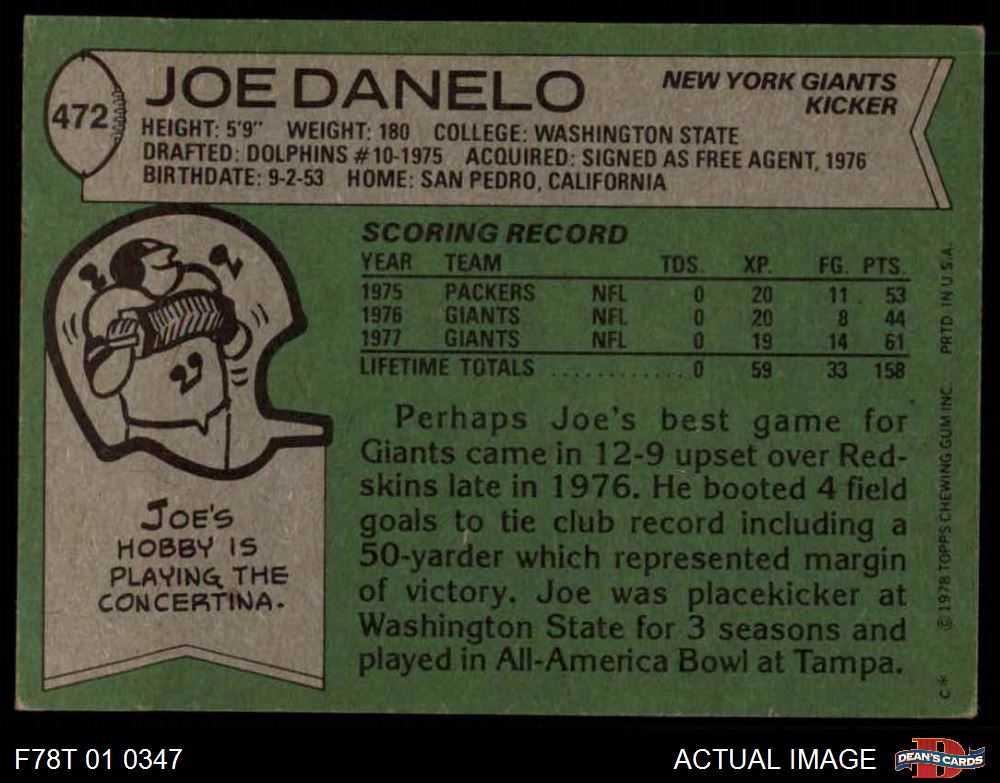 472
JOE DANELO
NEW YORK GIANTS
KICKER
HEIGHT: 5'9" WEIGHT: 180 COLLEGE: WASHINGTON STATE
DRAFTED: DOLPHINS #10-1975 ACQUIRED: SIGNED AS FREE AGENT, 1976
BIRTHDATE: 9-2-53 HOME: SAN PEDRO, CALIFORNIA
SCORING RECORD
YEAR TEAM TDS. XP. FG. PTS.
1975 PACKERS NFL 0 20 11 53
1976 GIANTS NFL 0 20 8 44
1977 GIANTS NFL 0 19 14 61
LIFETIME TOTALS ............ 0 59 33 158
Perhaps Joe's best game for
Giants came in 12-9 upset over Red-
skins late in 1976. He booted 4 field
goals to tie club record including a
50-yarder which represented margin
of victory. Joe was placekicker at
Washington State for 3 seasons and
played in All-America Bowl at Tampa.
JOE'S
HOBBY IS
PLAYING THE
CONCERTINA.
C* © 1978 TOPPS CHEWING GUM INC. PRTD IN U.S.A.
F78T 01 0347
ACTUAL IMAGE
DEAN'S CARDS